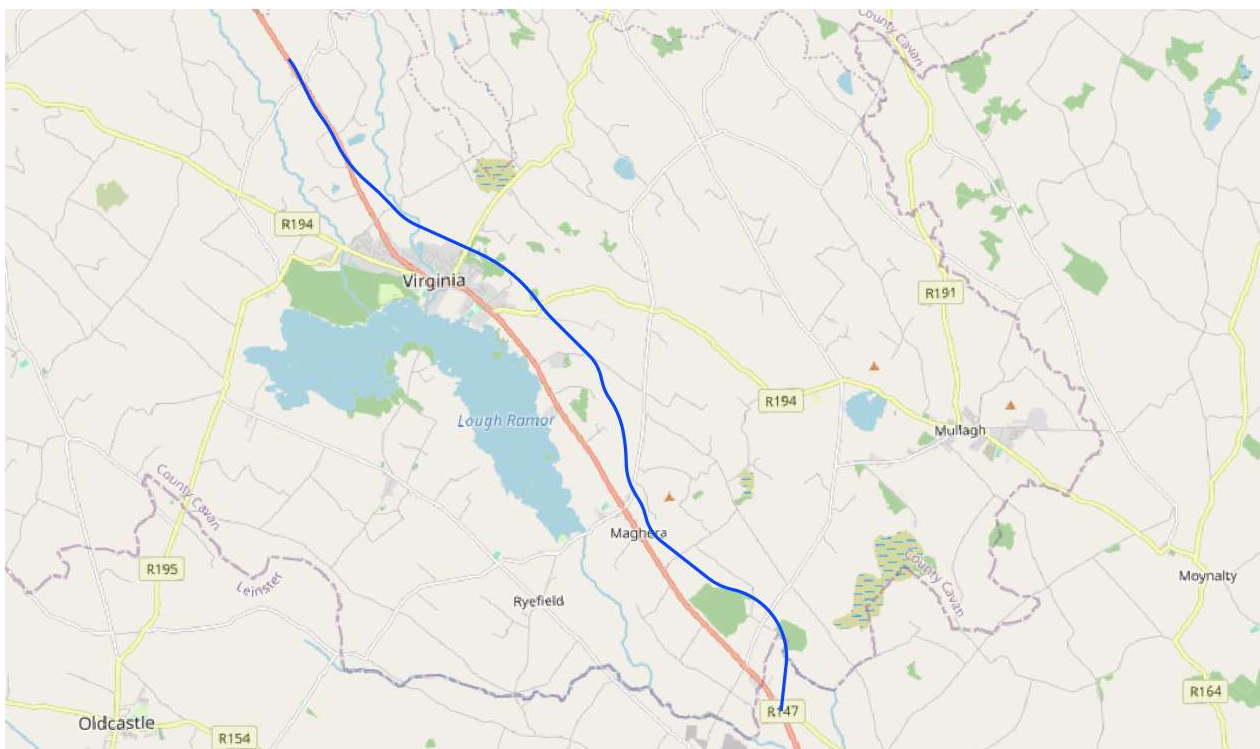 County Cavan
R194
Virginia
R191
R194
Lough Ramor
Mullagh
County Cavan
Maghera
County Cavan
R195
Leinster
Moynalty
Ryefield
R164
R147
Oldcastle
R154